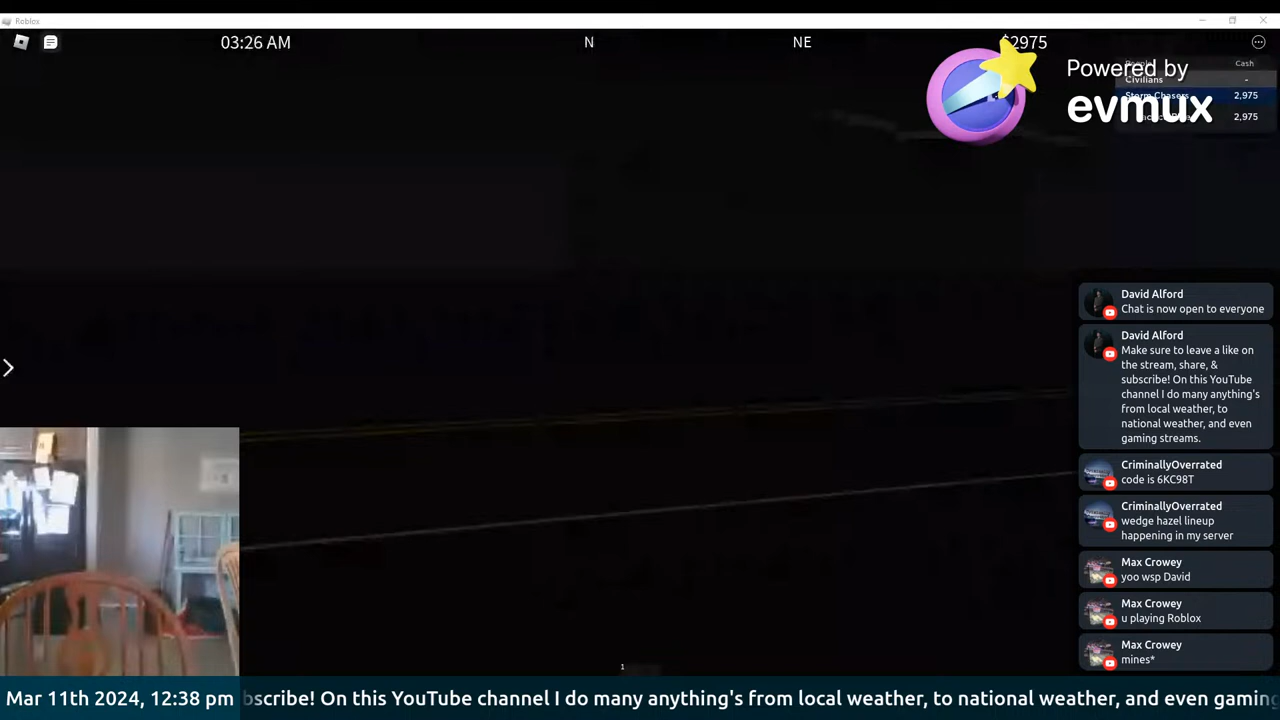 Roblox
03:26 AM
N
NE
$2975
Powered by
evmux
Cash
Civilians
-
Storm Chasers
2,975
2,975
David Alford
Chat is now open to everyone
David Alford
Make sure to leave a like on
the stream, share, &
subscribe! On this YouTube
channel I do many anything's
from local weather, to
national weather, and even
gaming streams.
CriminallyOverrated
code is 6KC98T
CriminallyOverrated
wedge hazel lineup
happening in my server
Max Crowey
yoo wsp David
Max Crowey
u playing Roblox
Max Crowey
mines*
1
Mar 11th 2024, 12:38 pm
bscribe! On this YouTube channel I do many anything's from local weather, to national weather, and even gaming